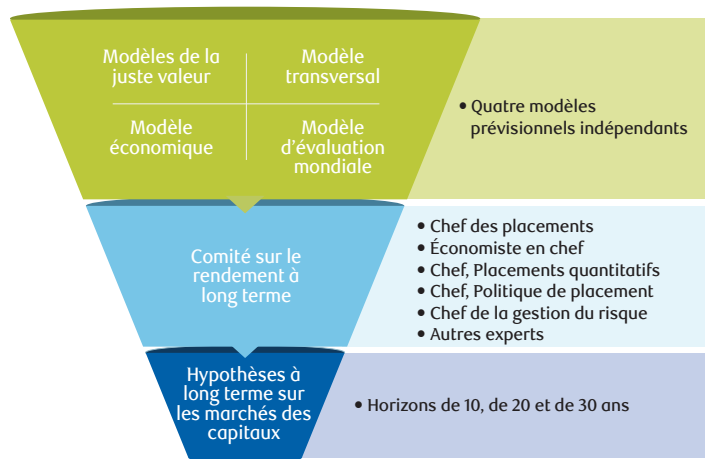 Modèles de la
juste valeur
Modèle
transversal
Modèle
économique
Modèle
d'évaluation
mondiale
• Quatre modèles
prévisionnels indépendants
Comité sur le
rendement à
long terme
• Chef des placements
• Économiste en chef
• Chef, Placements quantitatifs
• Chef, Politique de placement
• Chef de la gestion du risque
• Autres experts
Hypothèses à
long terme sur
les marchés des
capitaux
• Horizons de 10, de 20 et de 30 ans